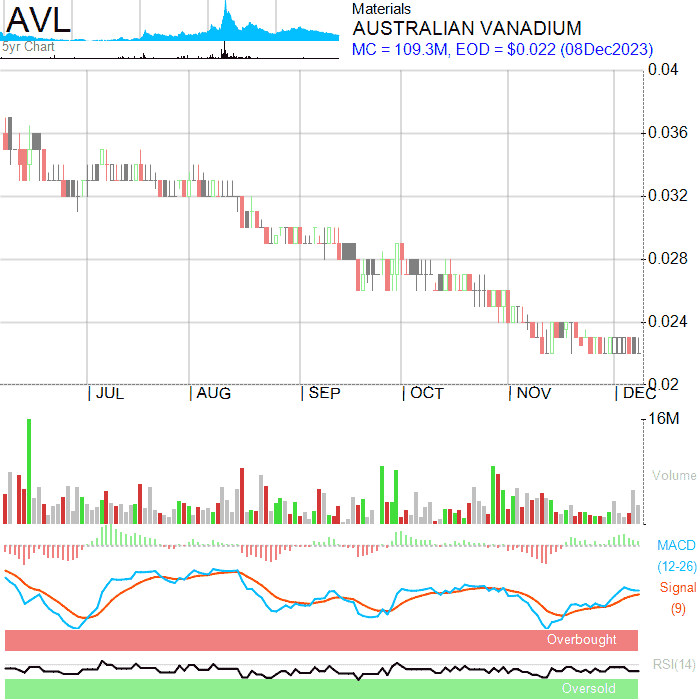 AVL
5yr Chart
Materials
AUSTRALIAN VANADIUM
MC = 109.3M, EOD = $0.022 (08Dec2023)
0.04
0.036
0.032
0.028
0.024
0.02
JUL AUG SEP OCT NOV DEC
16M
Volume
MACD
(12-26)
Signal
(9)
Overbought
RSI(14)
Oversold